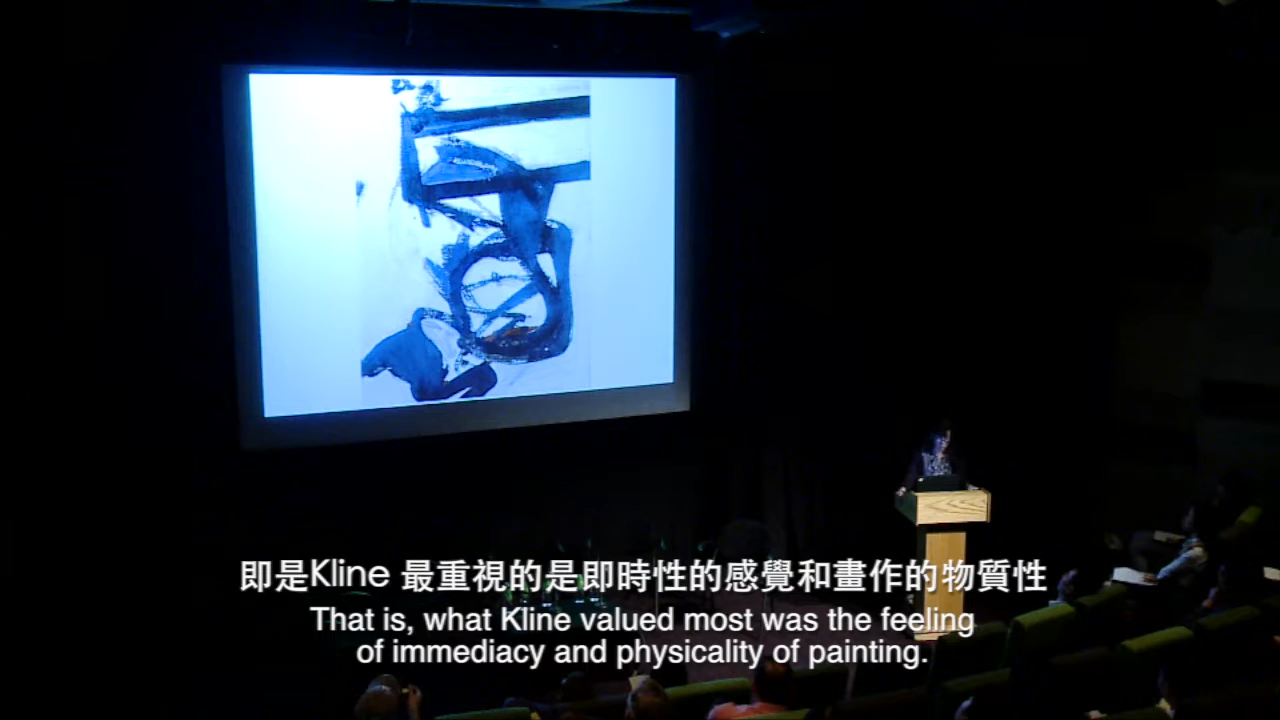 即是Kline 最重視的是即時性的感覺和畫作的物質性
That is, what Kline valued most was the feeling
of immediacy and physicality of painting.